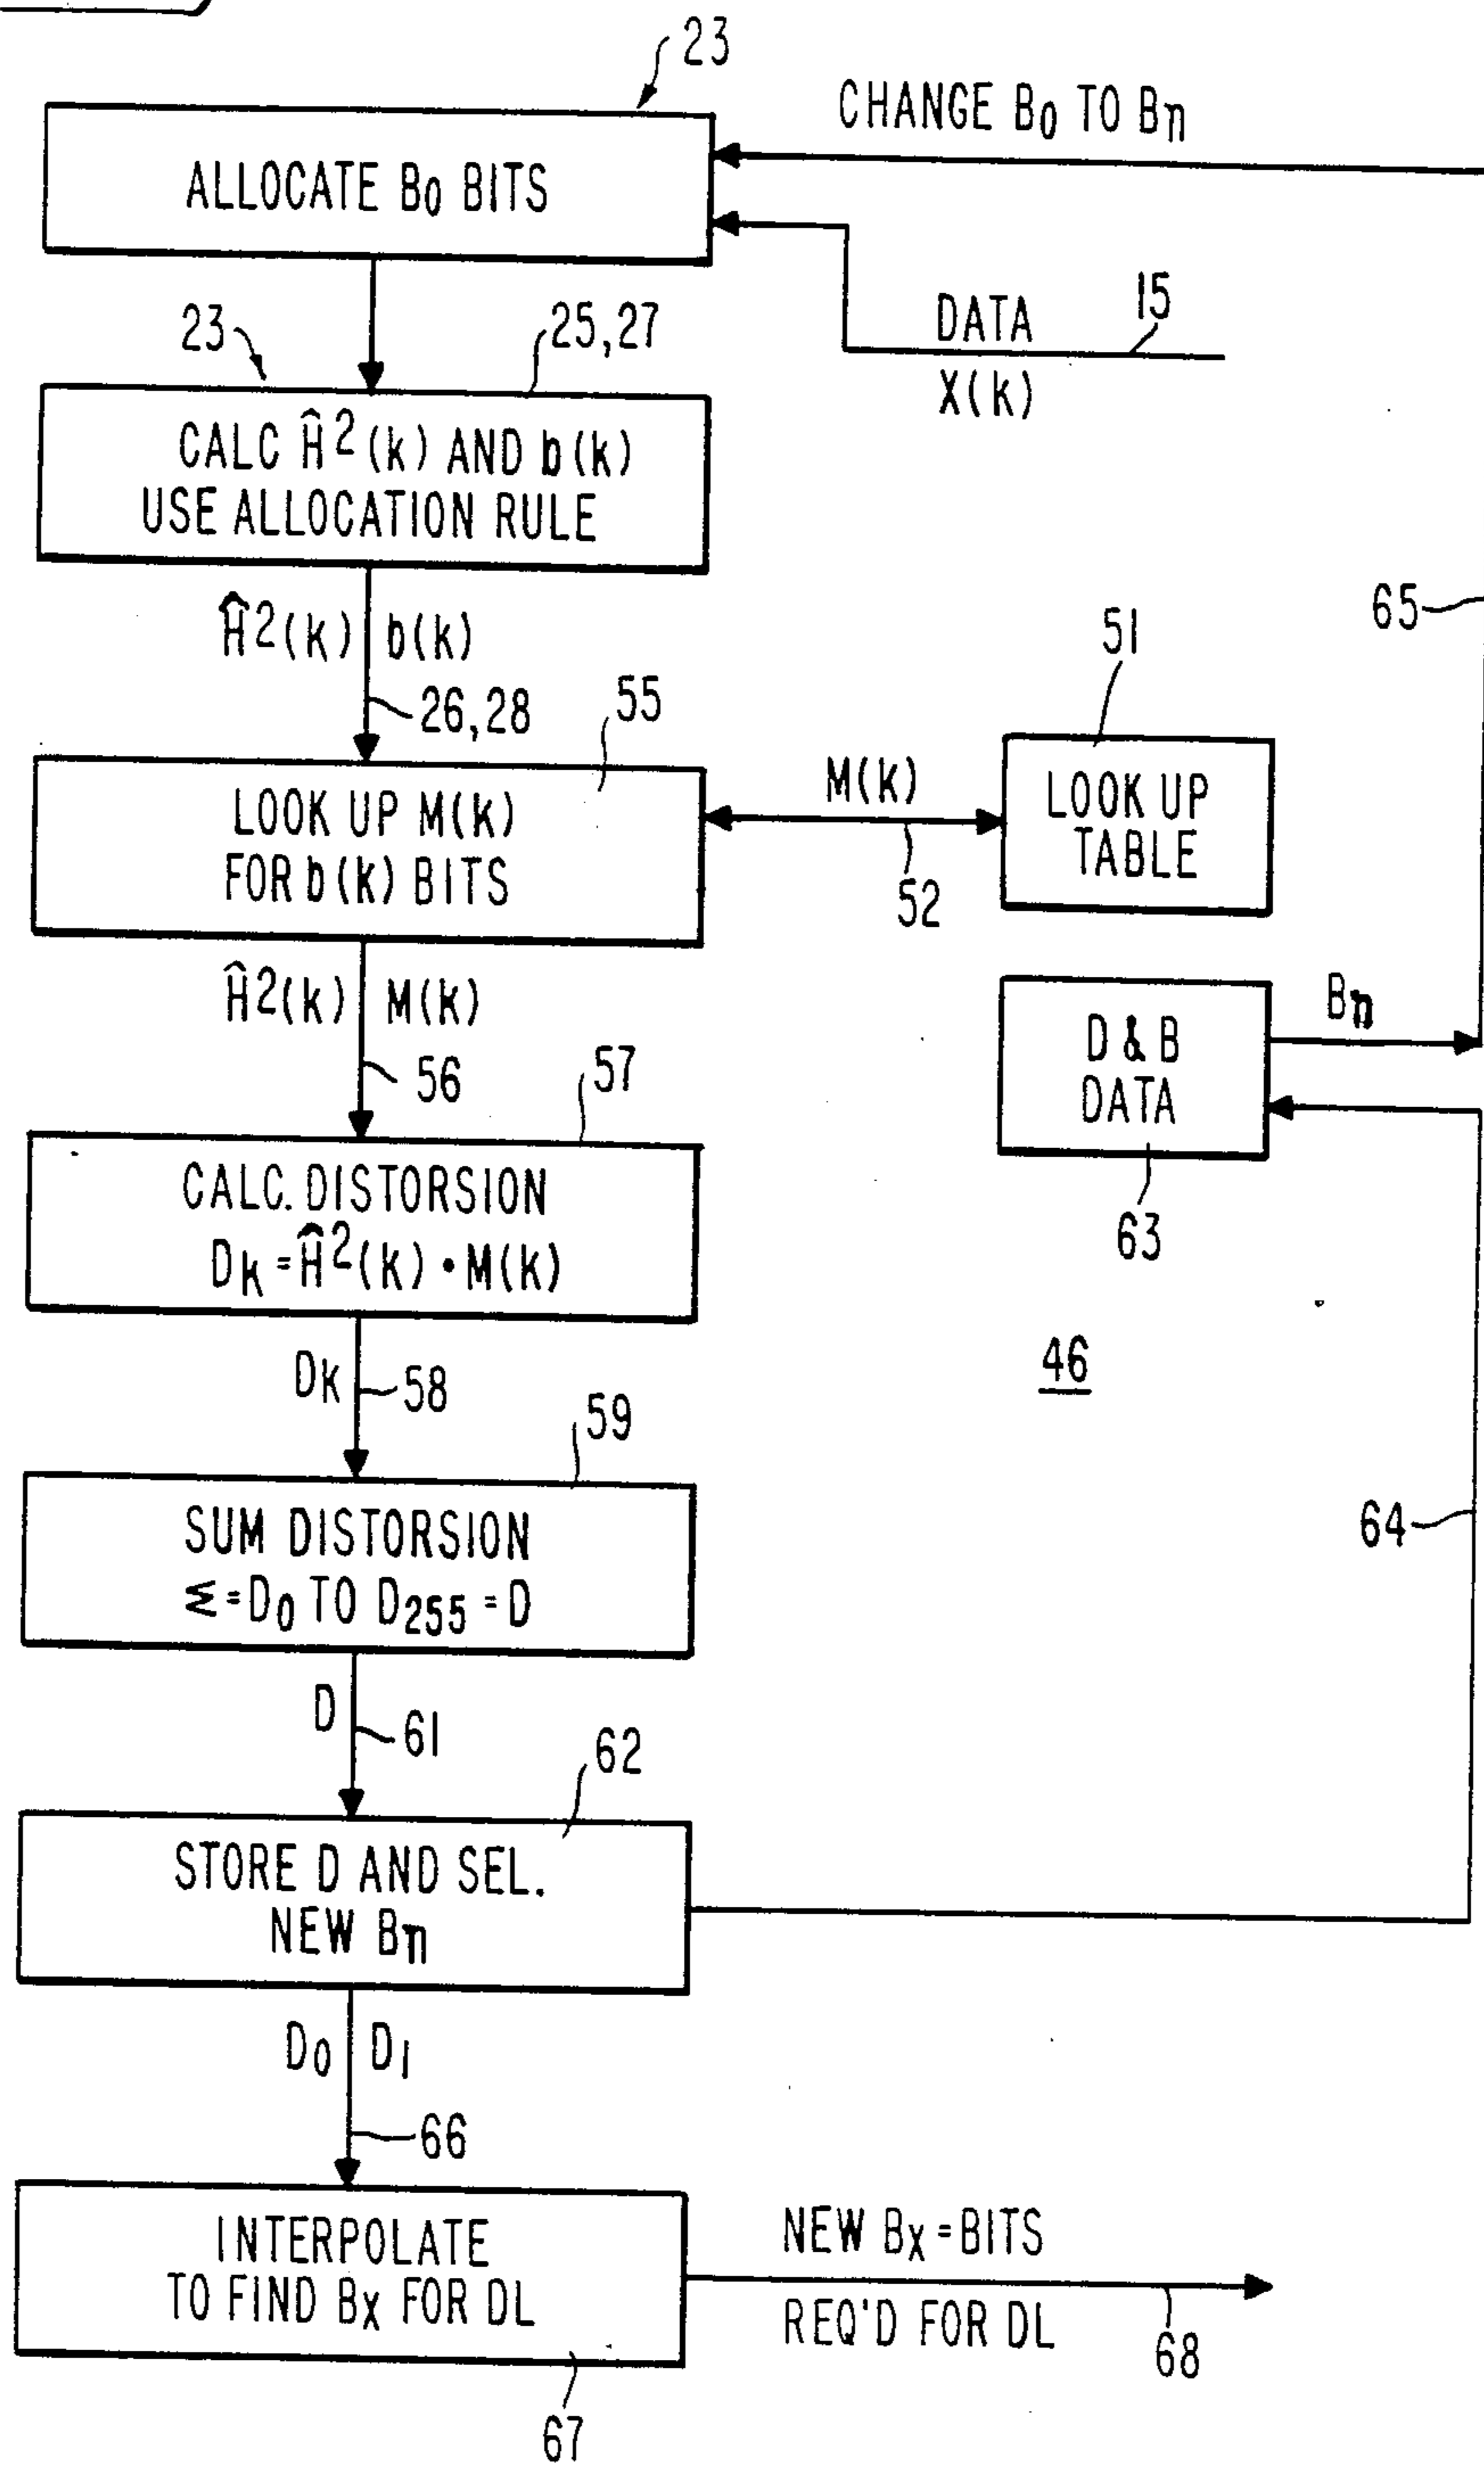 23
CHANGE B0 TO Bn
ALLOCATE B0 BITS
DATA
15
X(k)
23
25,27
CALC Ĥ²(k) AND b(k)
USE ALLOCATION RULE
Ĥ²(k) b(k)
26,28
55
51
65
LOOK UP M(k)
FOR b(k) BITS
M(k)
52
LOOK UP
TABLE
Ĥ²(k) M(k)
56
57
D & B
DATA
Bn
63
CALC. DISTORSION
Dk = Ĥ²(k) • M(k)
46
Dk
58
59
64
SUM DISTORSION
Σ = D0 TO D255 = D
D
61
62
STORE D AND SEL.
NEW Bn
D0 D1
66
INTERPOLATE
TO FIND Bx FOR DL
NEW Bx = BITS
REQ'D FOR DL
68
67